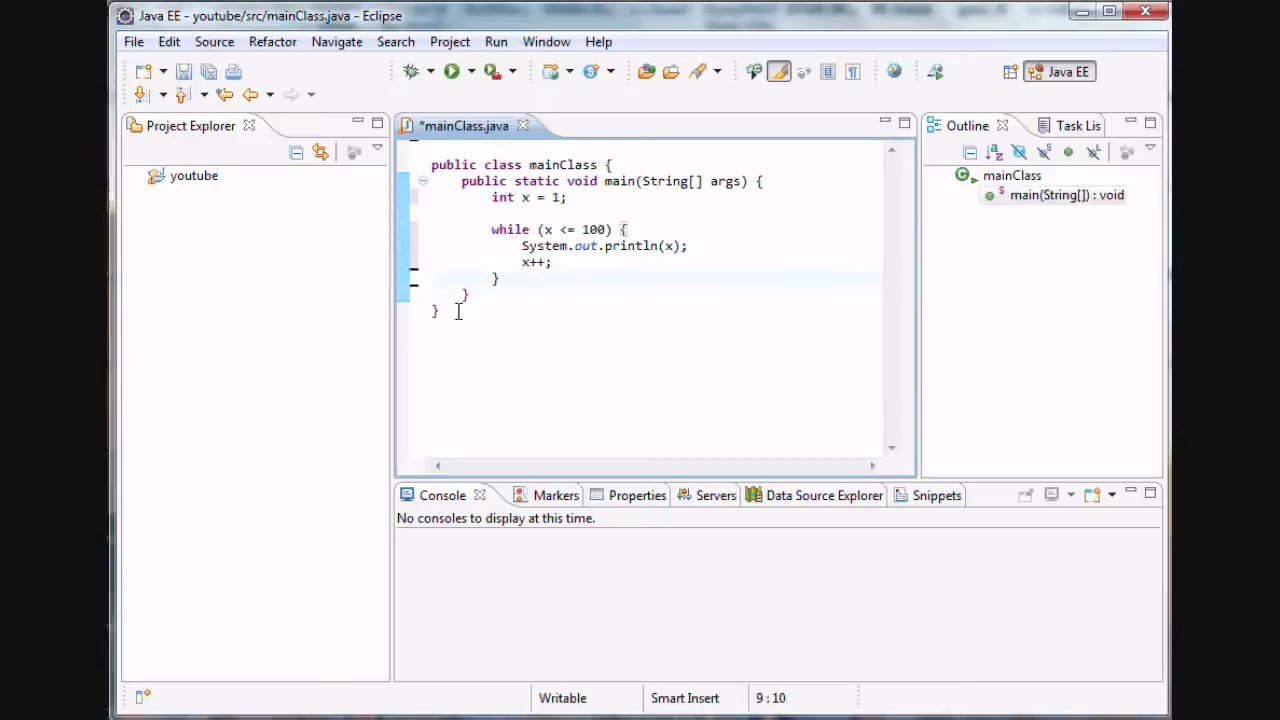 Java EE - youtube/src/mainClass.java - Eclipse
File Edit Source Refactor Navigate Search Project Run Window Help
Java EE
Project Explorer
youtube
*mainClass.java
public class mainClass {
public static void main(String[] args) {
int x = 1;
while (x <= 100) {
System.out.println(x);
x++;
}
}
}
Outline Task Lis
mainClass
S main(String[]) : void
Console Markers Properties Servers Data Source Explorer Snippets
No consoles to display at this time.
Writable Smart Insert 9 : 10